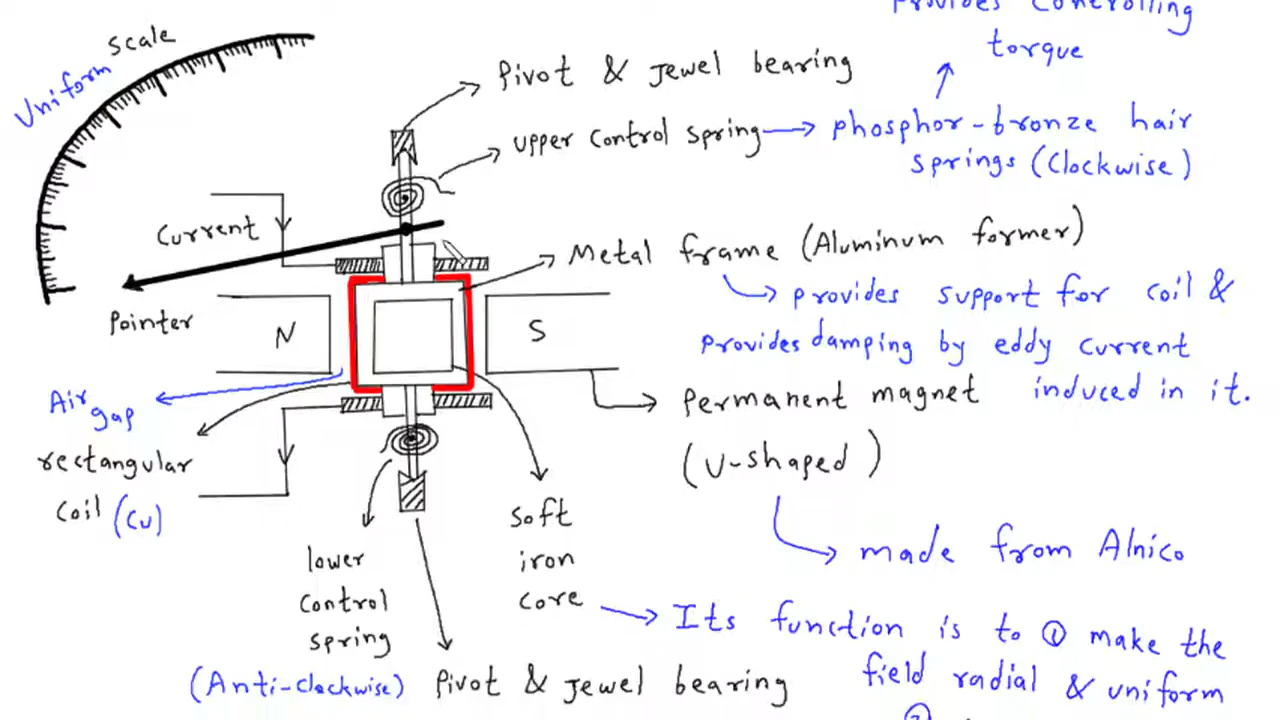 Provides Controlling
torque
scale
Uniform
Pivot & Jewel bearing
upper control spring
phosphor-bronze hair
springs (Clockwise)
Current
Metal frame (Aluminum former)
provides support for coil &
provides damping by eddy current
induced in it.
Pointer
N
S
Permanent magnet
(U-shaped)
Air
gap
rectangular
coil (Cu)
made from Alnico
soft
iron
core
lower
control
spring
(Anti-clockwise)
Pivot & Jewel bearing
Its function is to ① make the
field radial & uniform